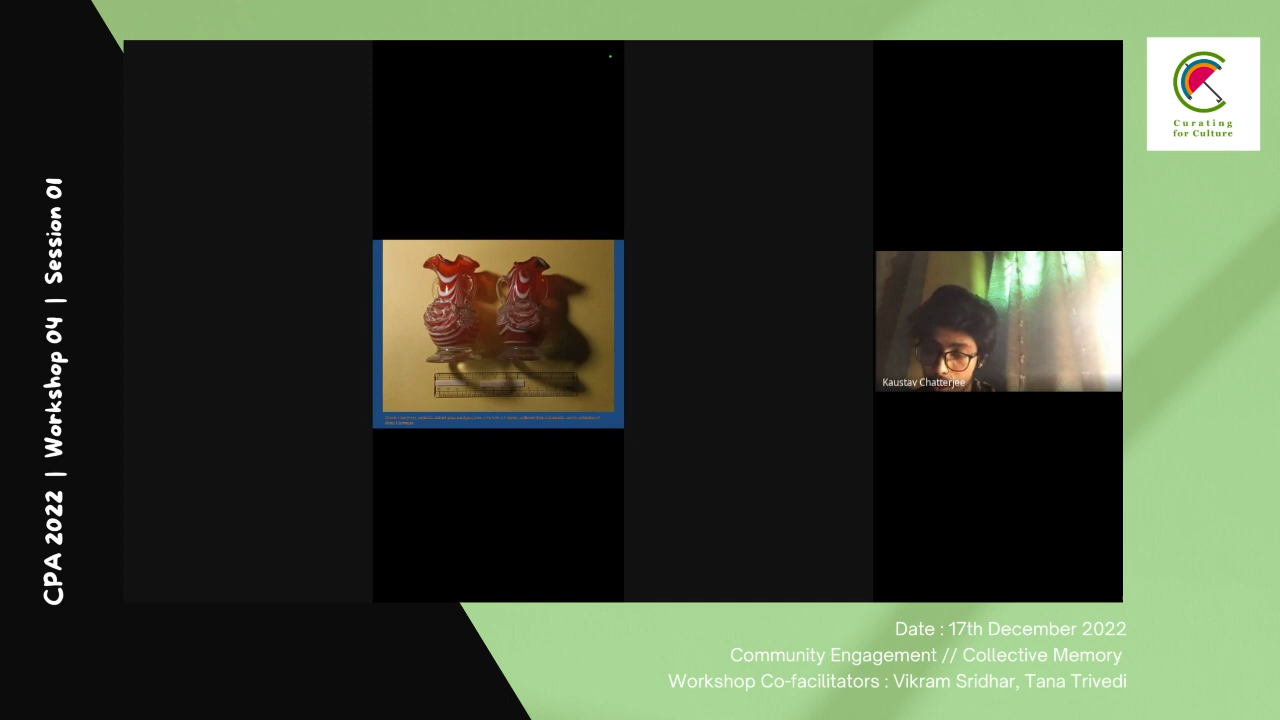 CPA 2022 | Workshop 04 | Session 01
Curating
for Culture
Kaustav Chatterjee
Date : 17th December 2022
Community Engagement // Collective Memory
Workshop Co-facilitators : Vikram Sridhar, Tana Trivedi